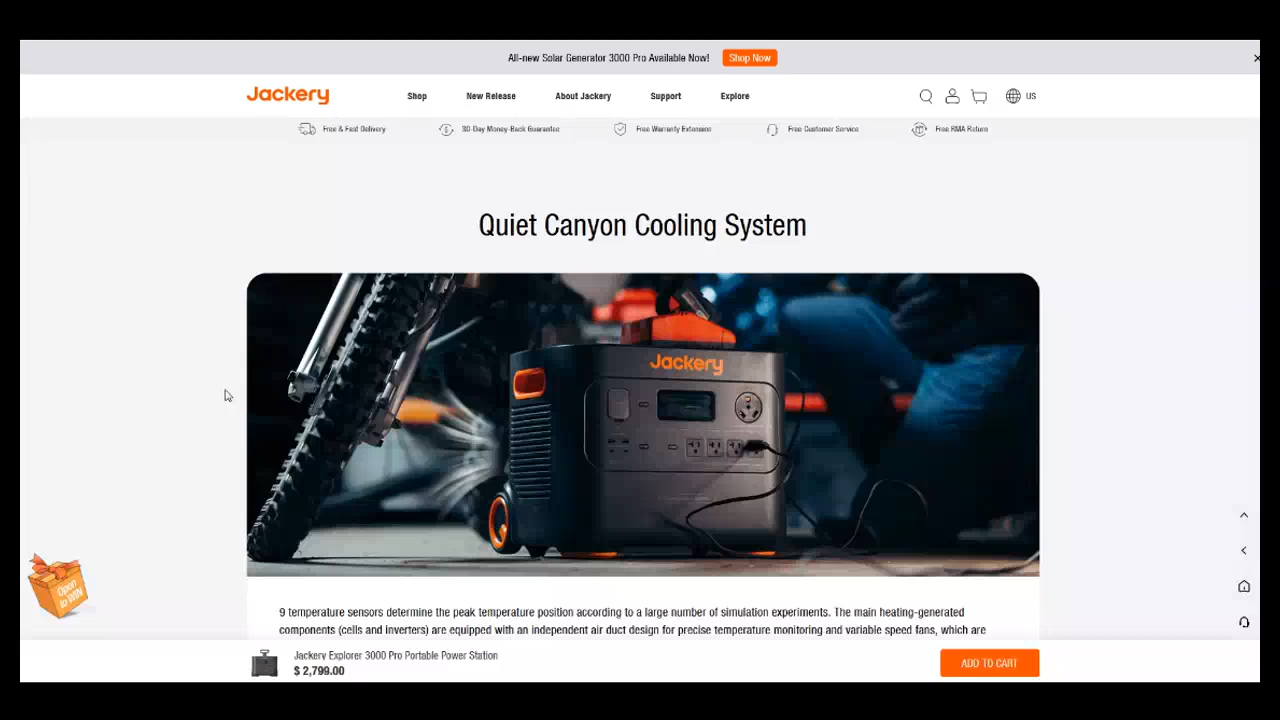 All-new Solar Generator 3000 Pro Available Now! Shop Now
Jackery Shop New Release About Jackery Support Explore US
Free & Fast Delivery 30-Day Money-Back Guarantee Free Warranty Extension Free Customer Service Free RMA Return
Quiet Canyon Cooling System
Jackery
Open
to WIN
9 temperature sensors determine the peak temperature position according to a large number of simulation experiments. The main heating-generated
components (cells and inverters) are equipped with an independent air duct design for precise temperature monitoring and variable speed fans, which are
Jackery Explorer 3000 Pro Portable Power Station
$ 2,799.00
ADD TO CART